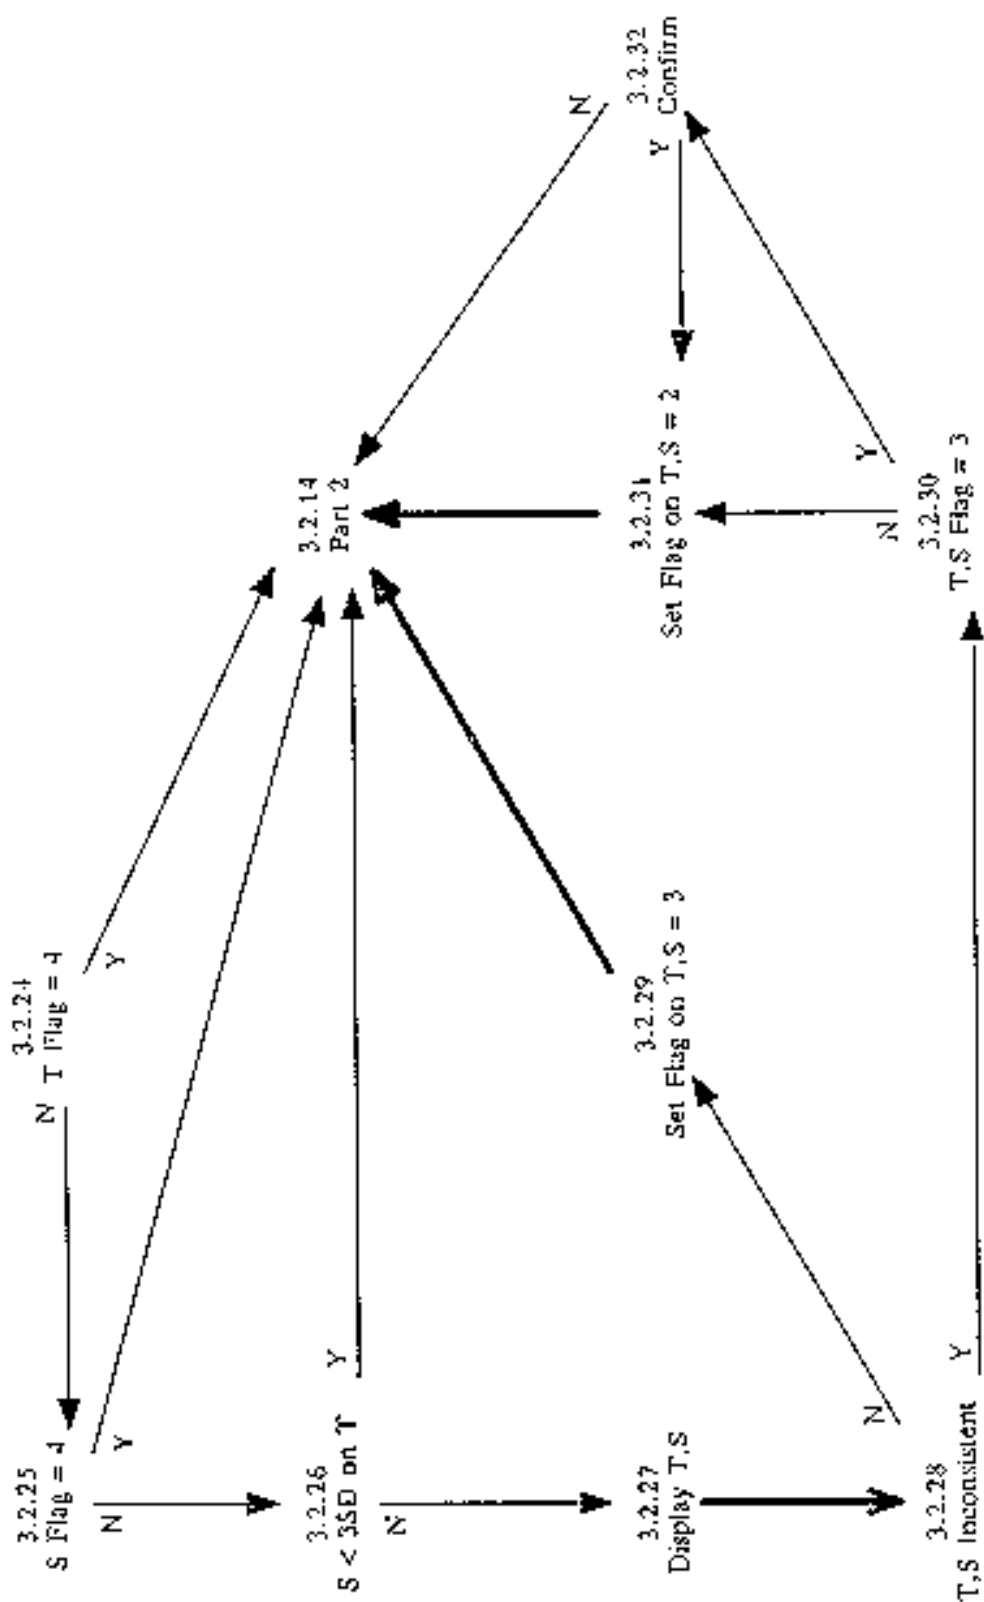 3.2.25
S Flag = 4
N
Y
3.2.24
N T Flag = 4
Y
3.2.26
S < 3SD on T
N
Y
3.2.14
Part 2
N
3.2.32
Confirm
Y
3.2.27
Display T,S
3.2.29
Set Flag on T,S = 3
3.2.31
Set Flag on T,S = 2
3.2.28
T,S Inconsistent
N
Y
3.2.30
T,S Flag = 3
N
Y